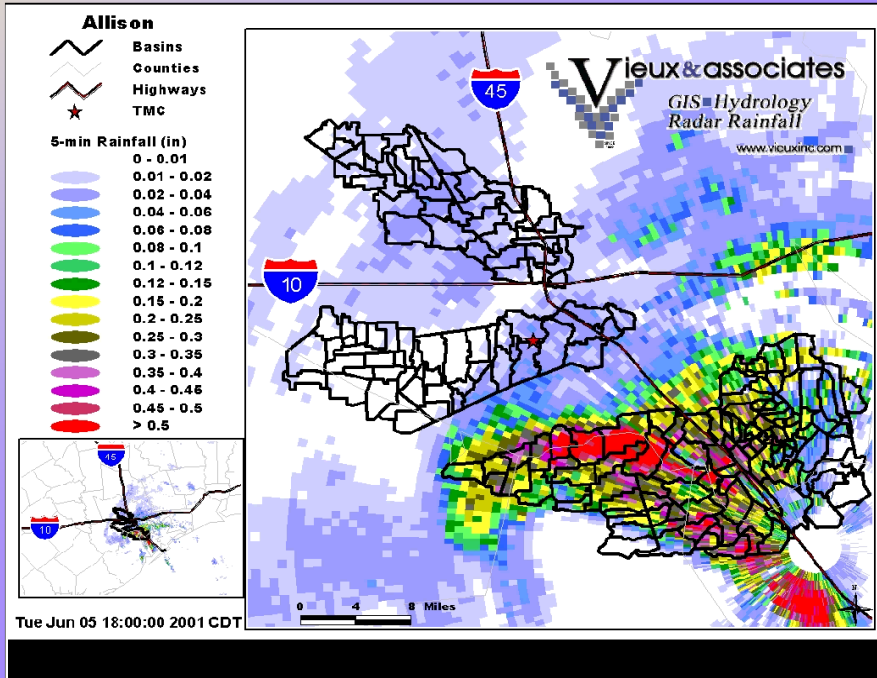 Allison
Basins
Counties
Highways
TMC
5-min Rainfall (in)
0 - 0.01
0.01 - 0.02
0.02 - 0.04
0.04 - 0.06
0.06 - 0.08
0.08 - 0.1
0.1 - 0.12
0.12 - 0.15
0.15 - 0.2
0.2 - 0.25
0.25 - 0.3
0.3 - 0.35
0.35 - 0.4
0.4 - 0.45
0.45 - 0.5
> 0.5
45
10
Tue Jun 05 18:00:00 2001 CDT
45
10
Vieux & associates
GIS Hydrology
Radar Rainfall
www.vieuxinc.com
0 4 8 Miles
N